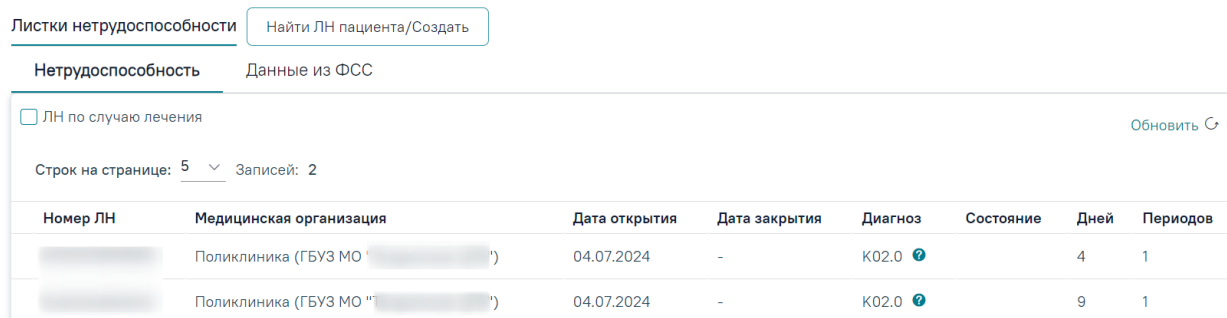 Листки нетрудоспособности Найти ЛН пациента/Создать
Нетрудоспособность Данные из ФСС
ЛН по случаю лечения
Обновить
Строк на странице: 5 Записей: 2
Номер ЛН Медицинская организация Дата открытия Дата закрытия Диагноз Состояние Дней Периодов
Поликлиника (ГБУЗ МО " ") 04.07.2024 - K02.0 ? 4 1
Поликлиника (ГБУЗ МО " ") 04.07.2024 - K02.0 ? 9 1